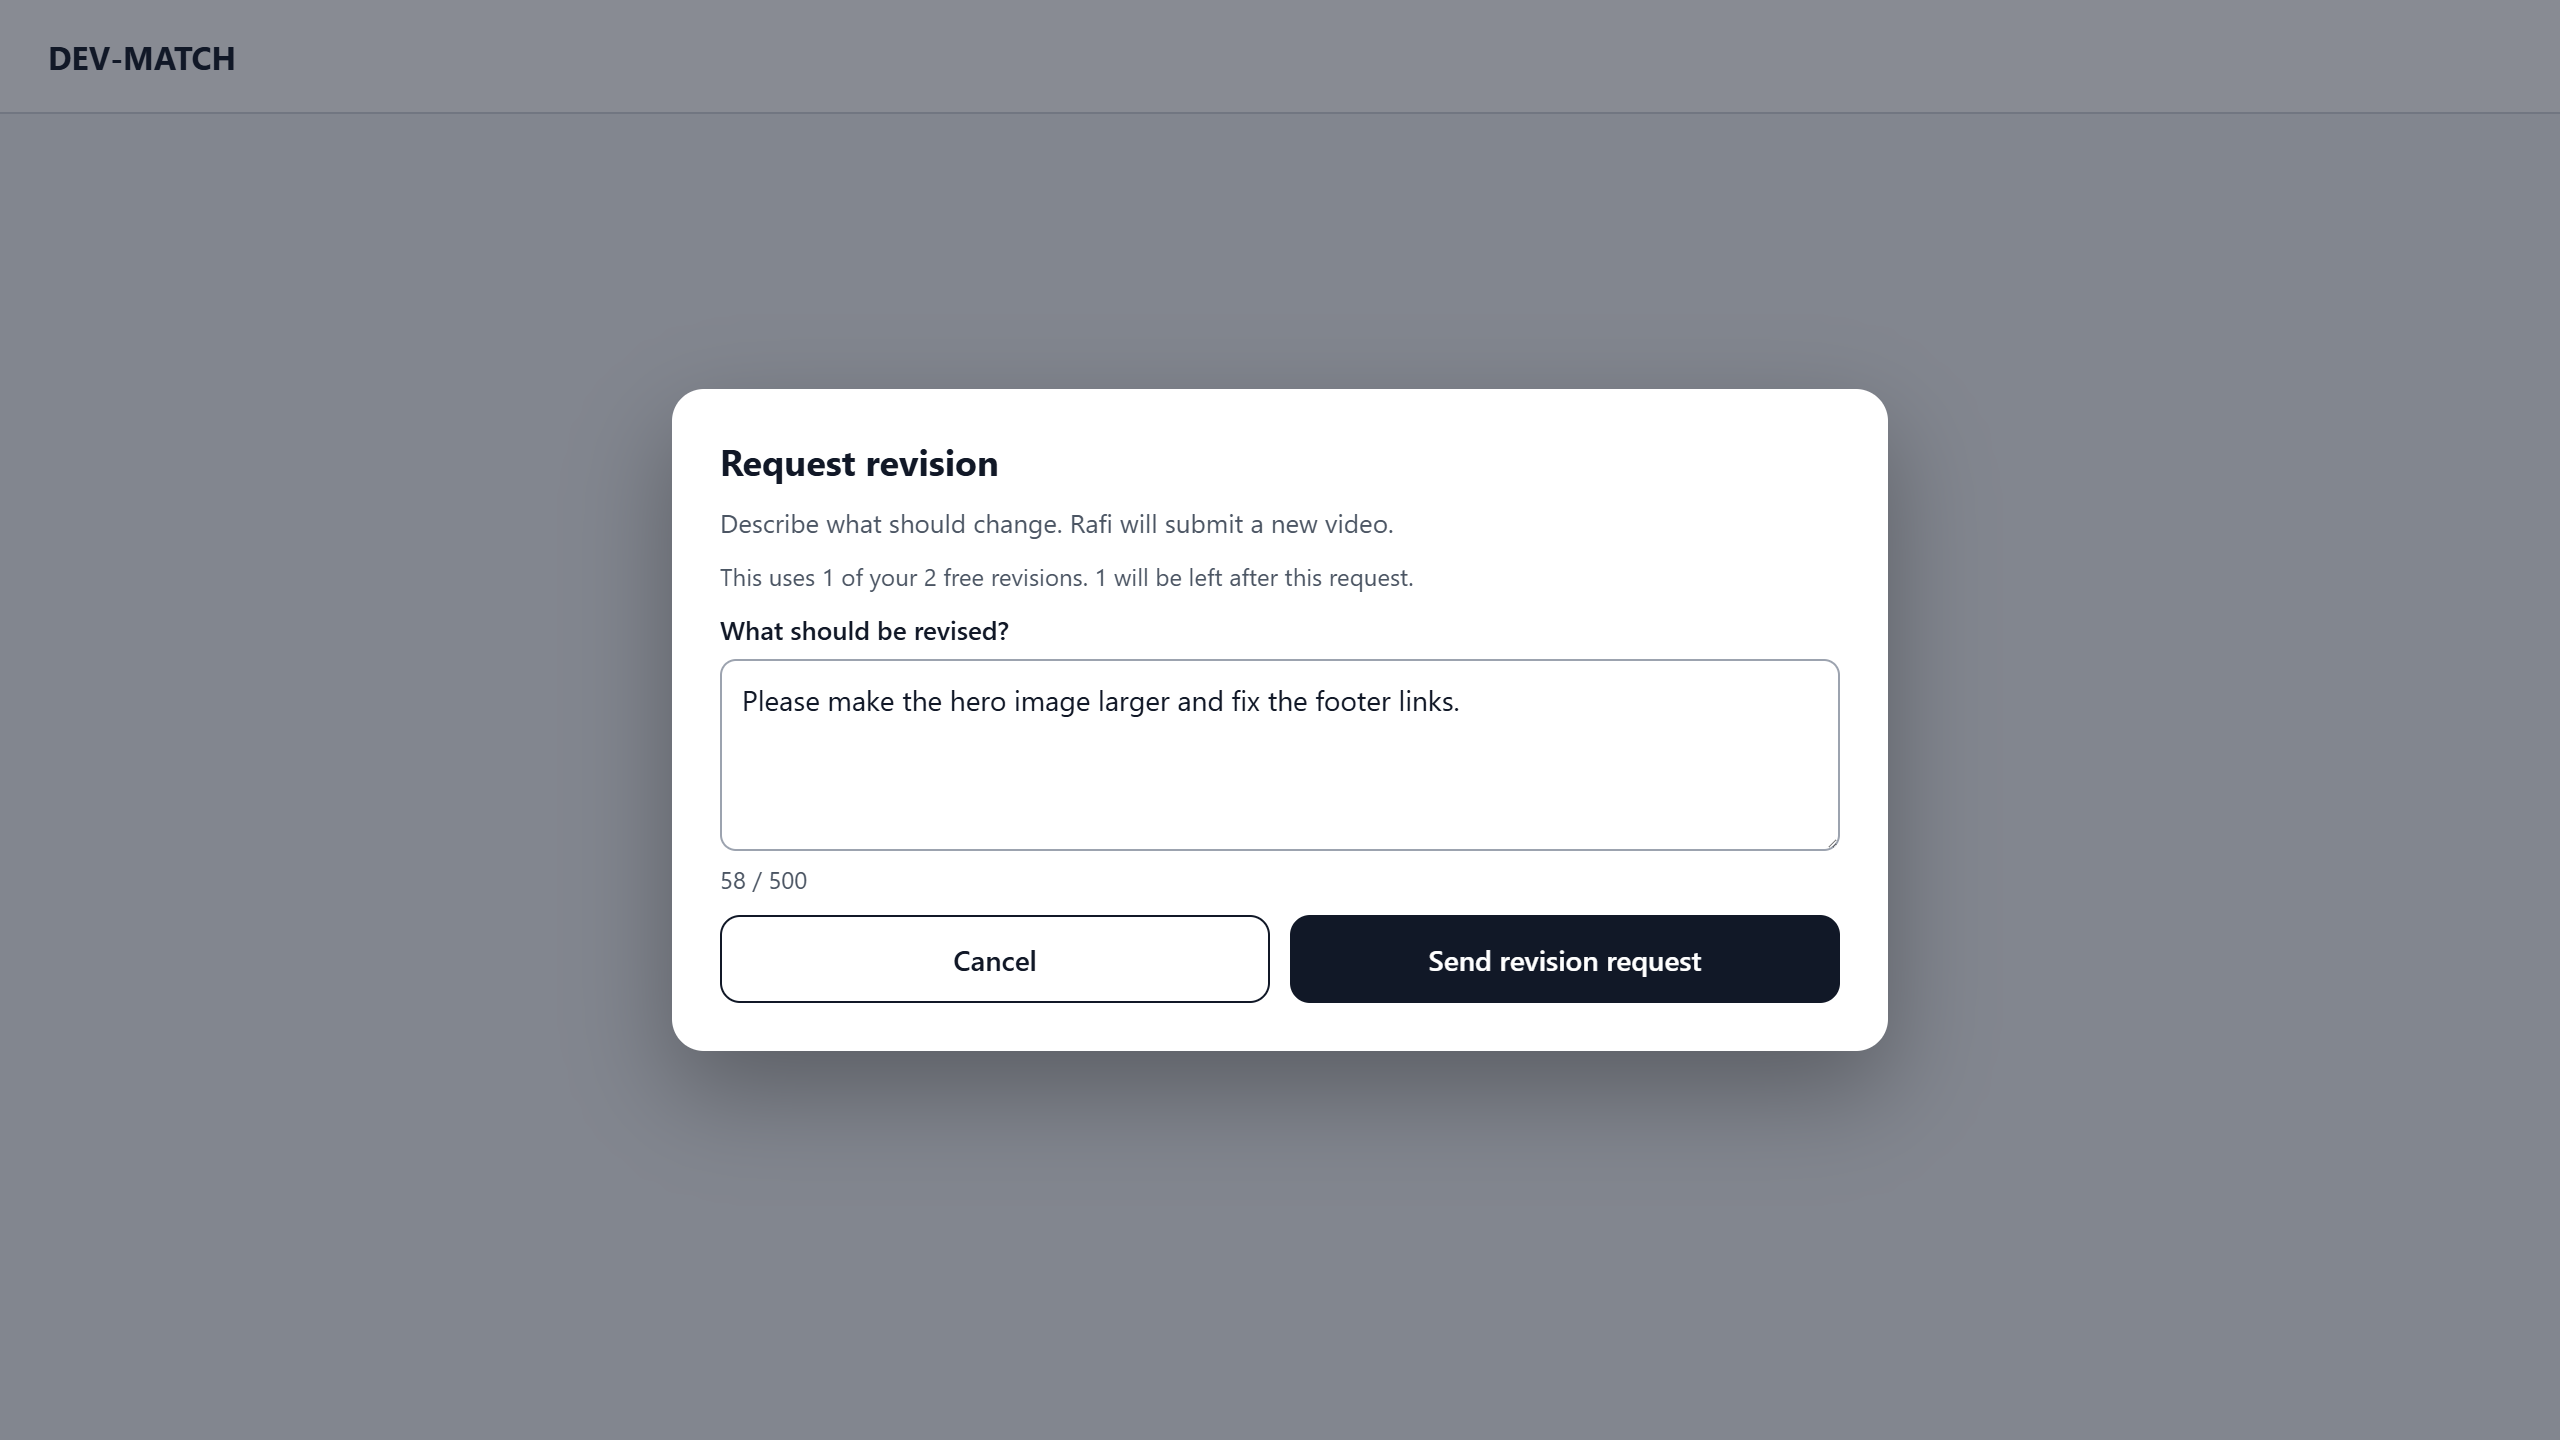 DEV-MATCH
Request revision
Describe what should change. Rafi will submit a new video.
This uses 1 of your 2 free revisions. 1 will be left after this request.
What should be revised?
Please make the hero image larger and fix the footer links.
58 / 500
Cancel
Send revision request